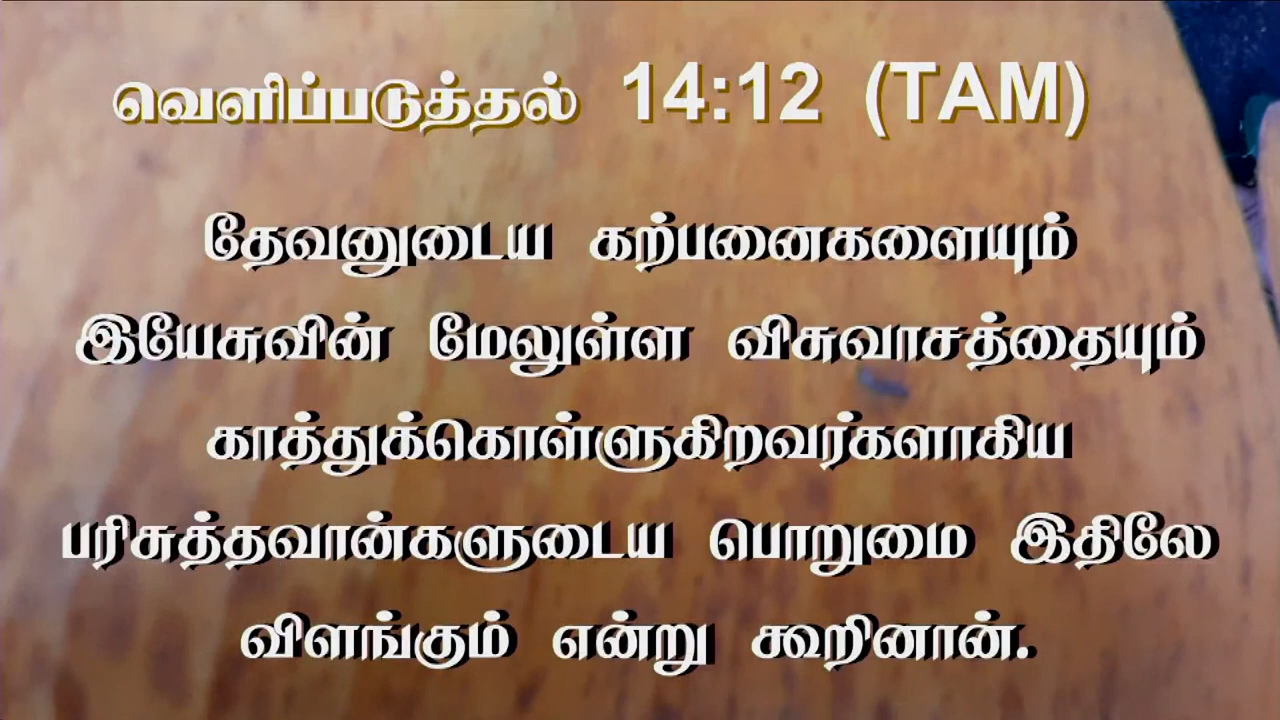 வெளிப்படுத்தல் 14:12 (TAM)
தேவனுடைய கற்பனைகளையும்
இயேசுவின் மேலுள்ள விசுவாசத்தையும்
காத்துக்கொள்ளுகிறவர்களாகிய
பரிசுத்தவான்களுடைய பொறுமை இதிலே
விளங்கும் என்று கூறினான்.